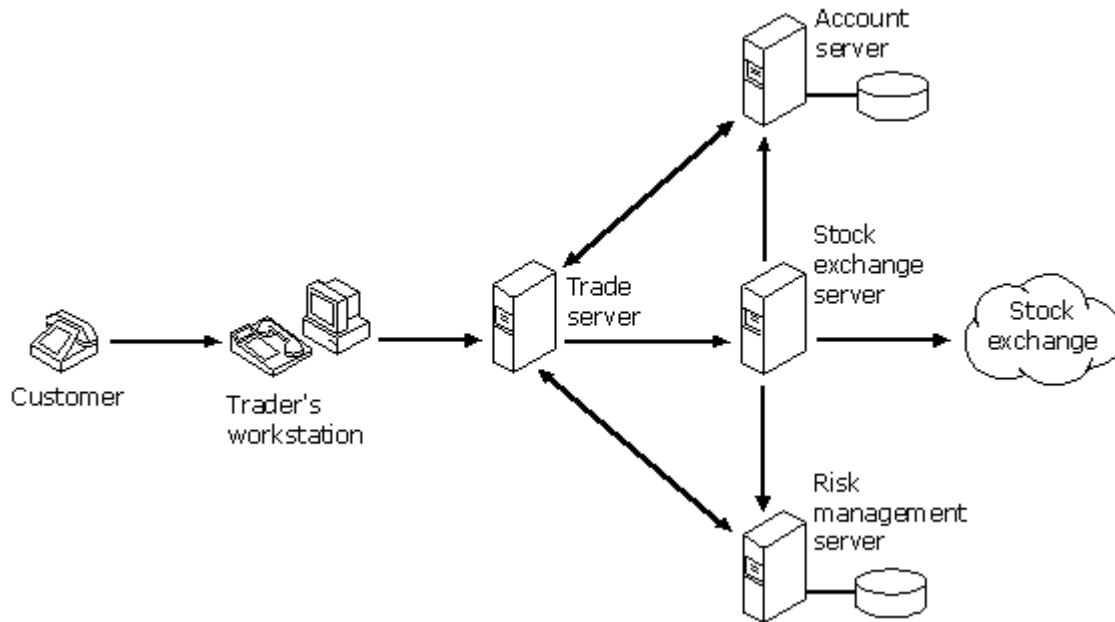 Account
server
Stock
exchange
server
Trade
server
Stock
exchange
Customer
Trader's
workstation
Risk
management
server